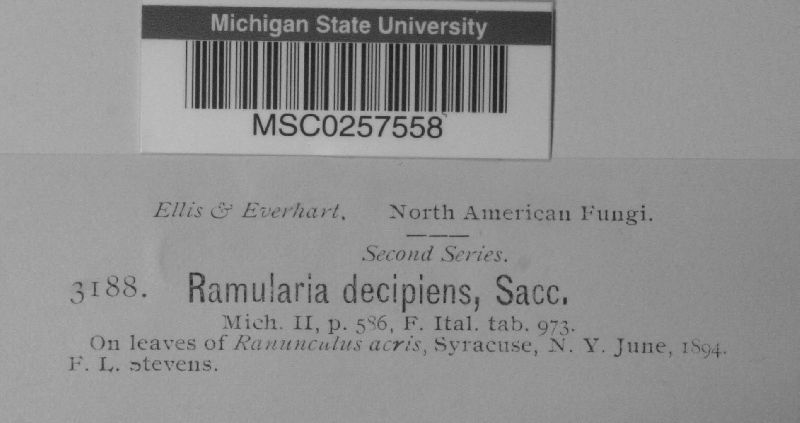 Michigan State University
MSC0257558
Ellis & Everhart. North American Fungi.
Second Series.
3188. Ramularia decipiens, Sacc.
Mich. II, p. 586, F. Ital. tab. 973.
On leaves of Ranunculus acris, Syracuse, N. Y. June, 1894.
F. L. Stevens.